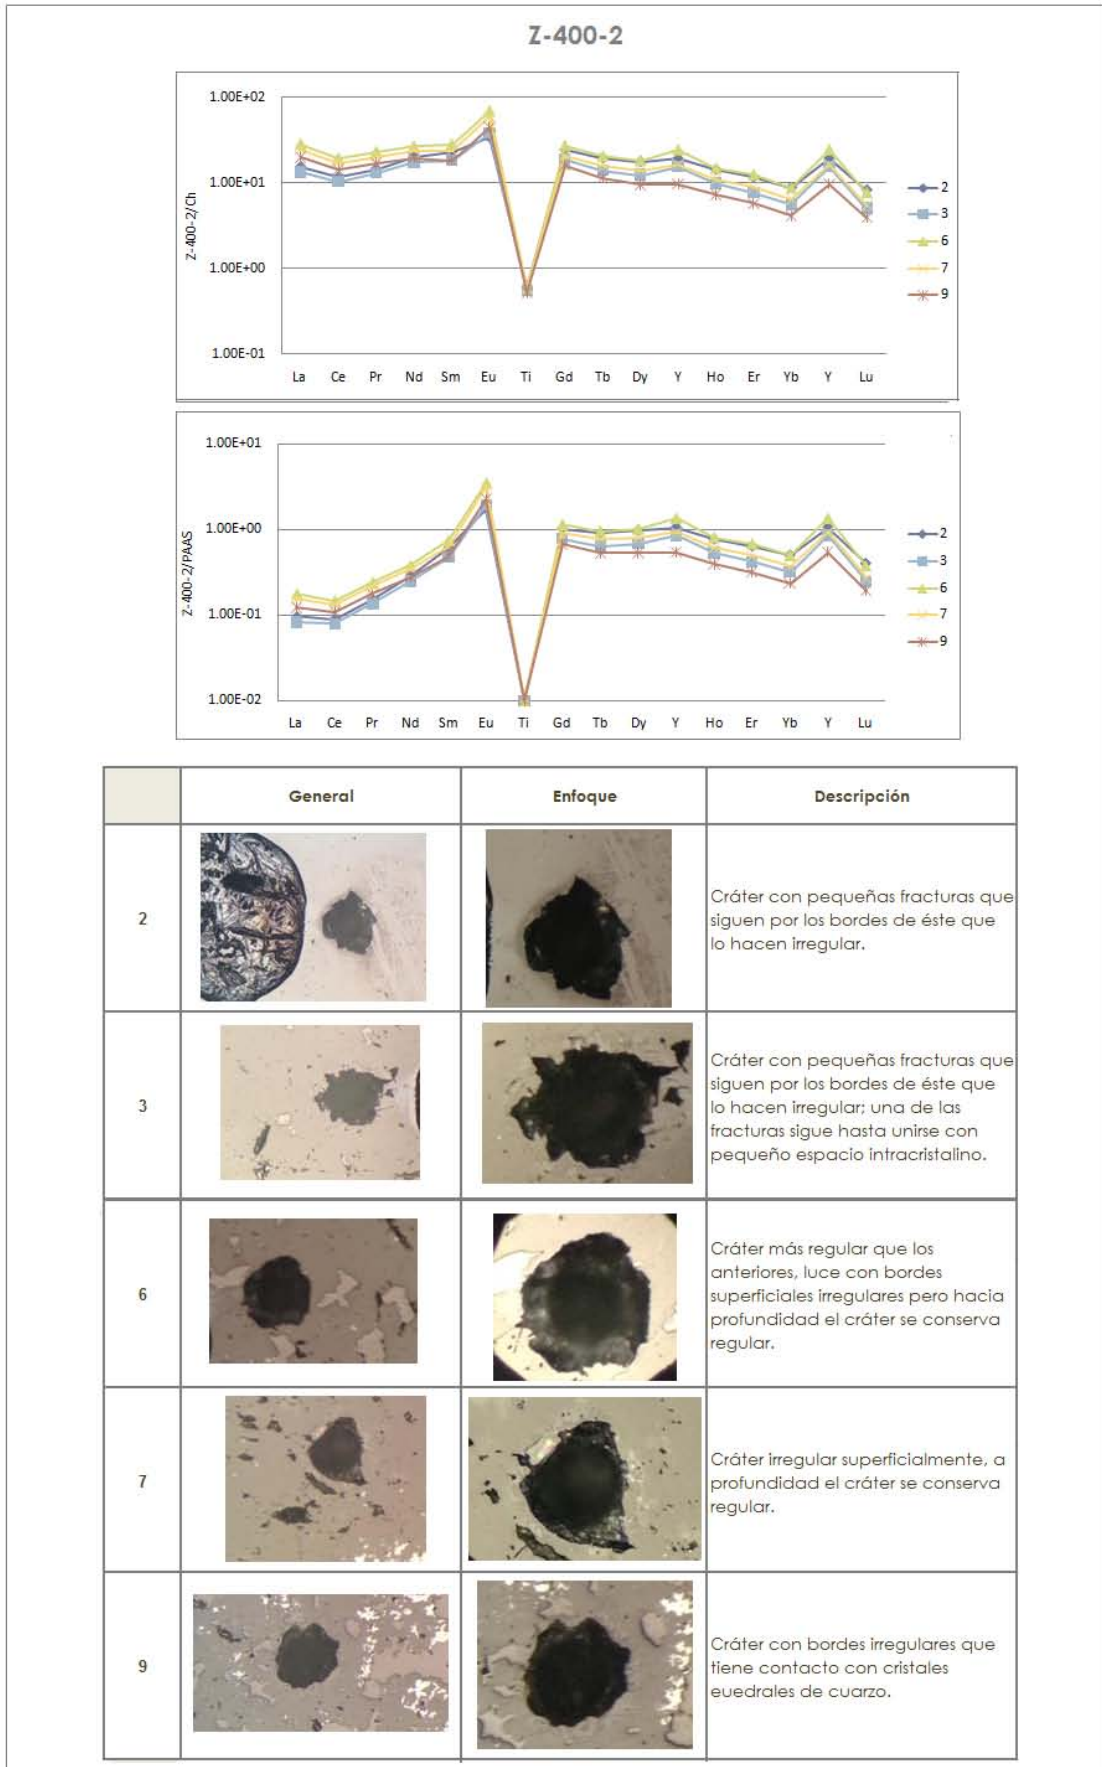 Z-400-2
1.00E+02
1.00E+01
1.00E+00
1.00E-01
Z-400-2/Ch
La Ce Pr Nd Sm Eu Ti Gd Tb Dy Y Ho Er Yb Y Lu
2
3
6
7
9
1.00E+01
1.00E+00
1.00E-01
1.00E-02
Z-400-2/PAAS
La Ce Pr Nd Sm Eu Ti Gd Tb Dy Y Ho Er Yb Y Lu
2
3
6
7
9
General Enfoque Descripción
2
Cráter con pequeñas fracturas que
siguen por los bordes de éste que
lo hacen irregular.
3
Cráter con pequeñas fracturas que
siguen por los bordes de éste que
lo hacen irregular; una de las
fracturas sigue hasta unirse con
pequeño espacio intracristalino.
6
Cráter más regular que los
anteriores, luce con bordes
superficiales irregulares pero hacia
profundidad el cráter se conserva
regular.
7
Cráter irregular superficialmente, a
profundidad el cráter se conserva
regular.
9
Cráter con bordes irregulares que
tiene contacto con cristales
euedrales de cuarzo.